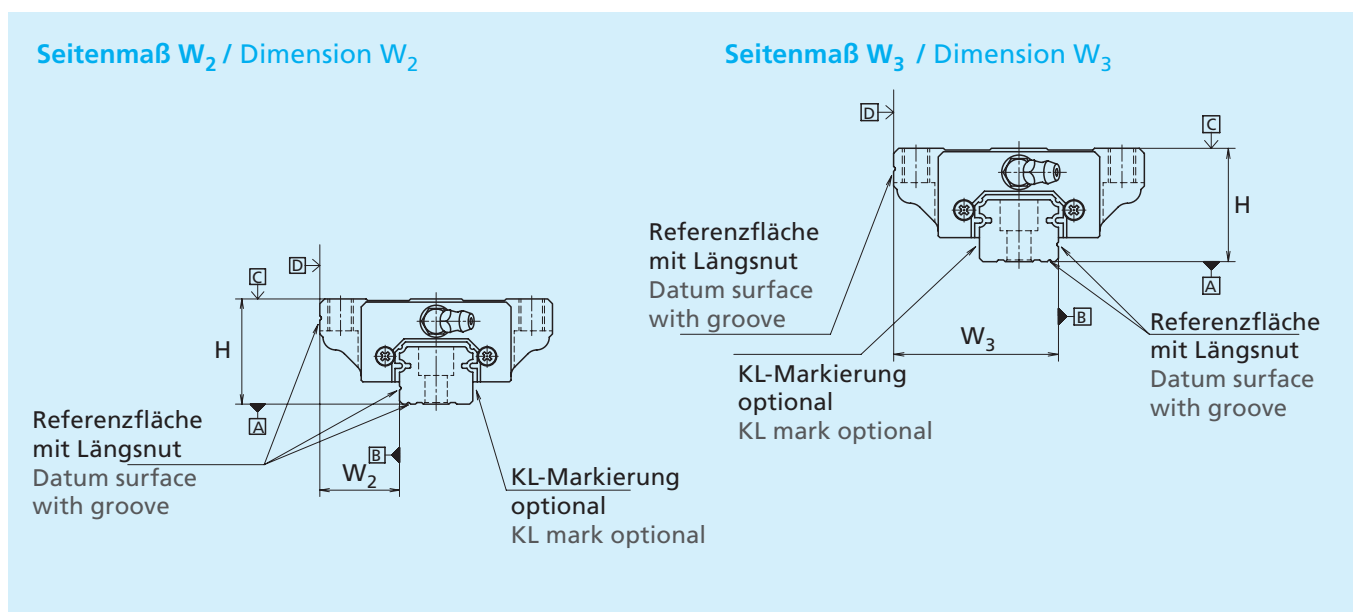 Seitenmaß W2 / Dimension W2
D
C
H
A
Referenzfläche
mit Längsnut
Datum surface
with groove
B
W2
KL-Markierung
optional
KL mark optional
Seitenmaß W3 / Dimension W3
D
C
H
Referenzfläche
mit Längsnut
Datum surface
with groove
A
B
W3
KL-Markierung
optional
KL mark optional
Referenzfläche
mit Längsnut
Datum surface
with groove